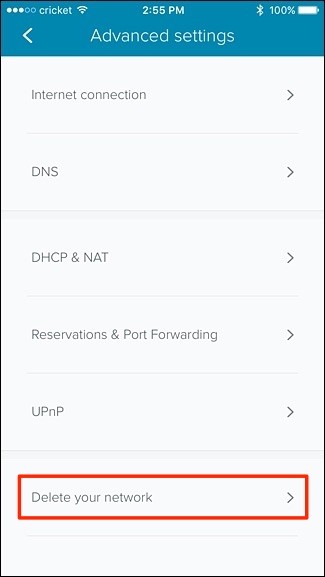 cricket 2:55 PM 100%
Advanced settings
Internet connection
DNS
DHCP & NAT
Reservations & Port Forwarding
UPnP
Delete your network